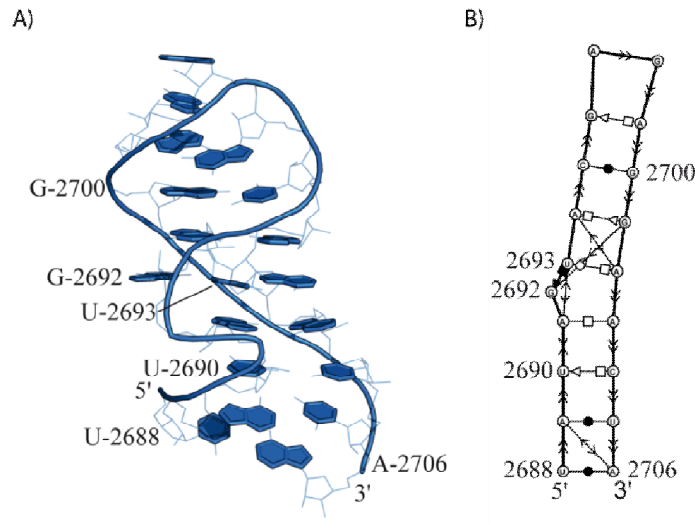 A)
G-2700
G-2692
U-2693
U-2690
5'
U-2688
A-2706
3'
B)
A G
G A
C G 2700
A G
2693 U A
2692 G
A A
2690 U C
A U
2688 U A 2706
5' 3'